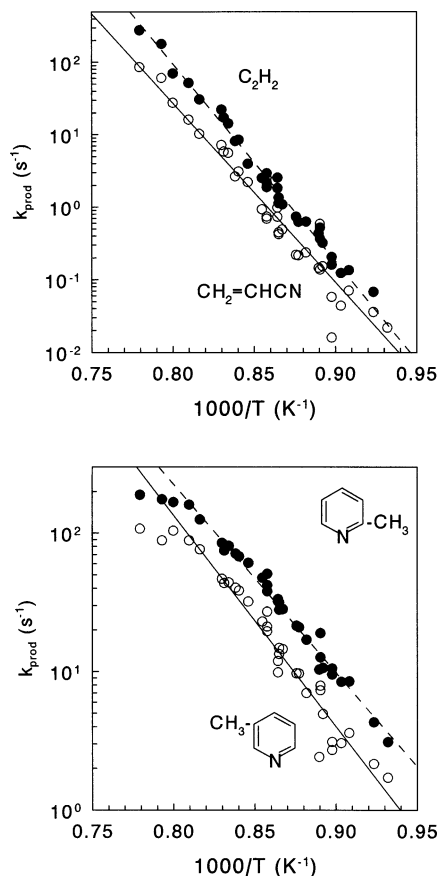 10²
10¹
10⁰
10⁻¹
10⁻²
k_prod (s⁻¹)
C₂H₂
CH₂=CHCN
0.75 0.80 0.85 0.90 0.95
1000/T (K⁻¹)
10²
10¹
10⁰
k_prod (s⁻¹)
-CH₃
N
CH₃-
N
0.75 0.80 0.85 0.90 0.95
1000/T (K⁻¹)